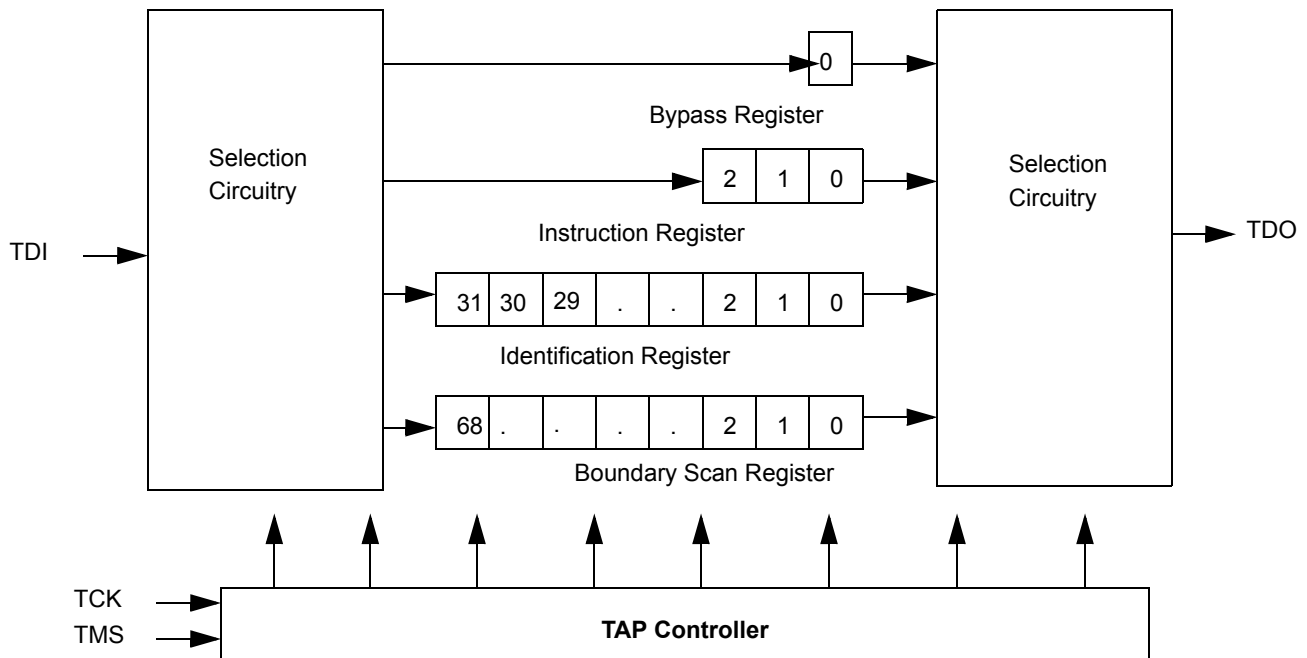 0
Bypass Register
Selection
Circuitry
Selection
Circuitry
2 1 0
Instruction Register
TDI
TDO
31 30 29 . . 2 1 0
Identification Register
68 . . . . 2 1 0
Boundary Scan Register
TCK
TMS
TAP Controller